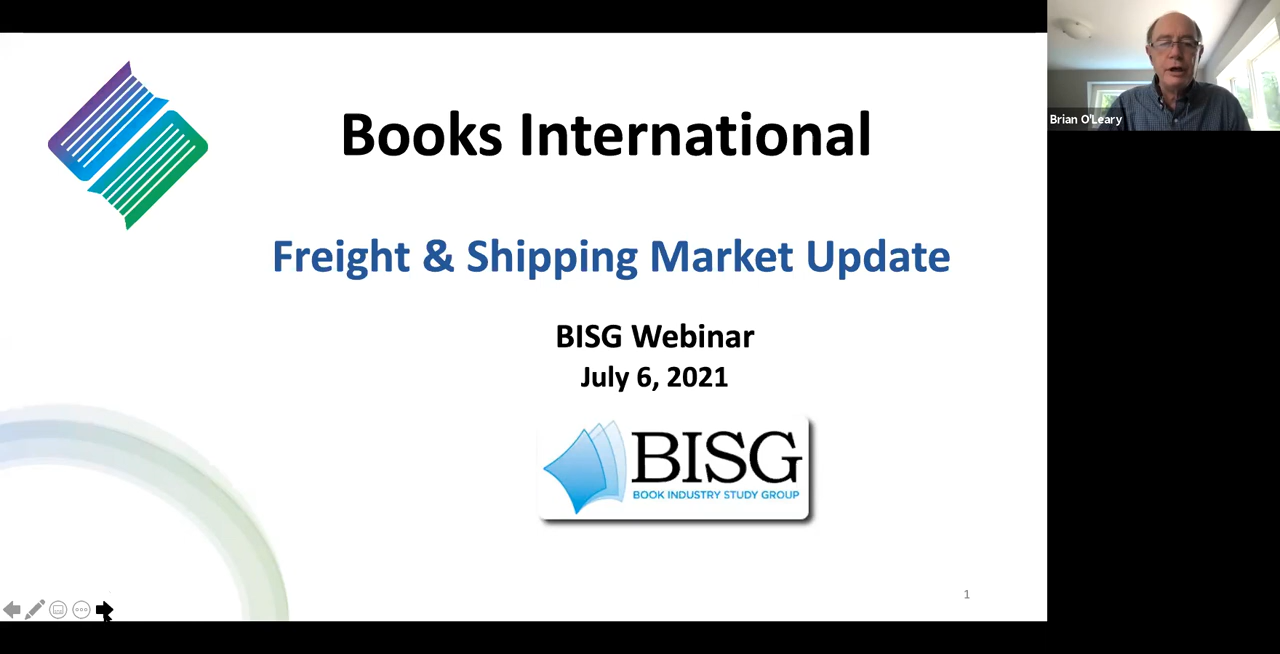 Books International
Freight & Shipping Market Update
BISG Webinar
July 6, 2021
BISG
BOOK INDUSTRY STUDY GROUP
1
Brian O'Leary